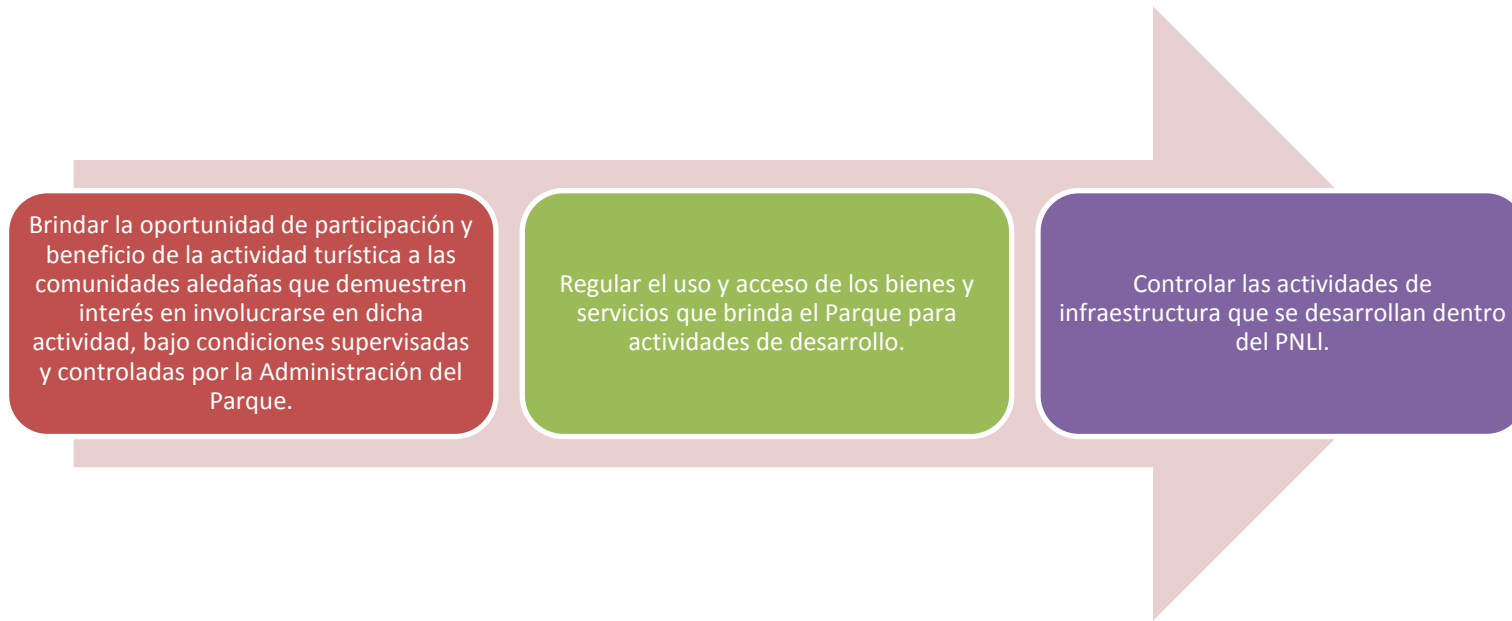 Brindar la oportunidad de participación y
beneficio de la actividad turística a las
comunidades aledañas que demuestren
interés en involucrarse en dicha
actividad, bajo condiciones supervisadas
y controladas por la Administración del
Parque.
Regular el uso y acceso de los bienes y
servicios que brinda el Parque para
actividades de desarrollo.
Controlar las actividades de
infraestructura que se desarrollan dentro
del PNLl.